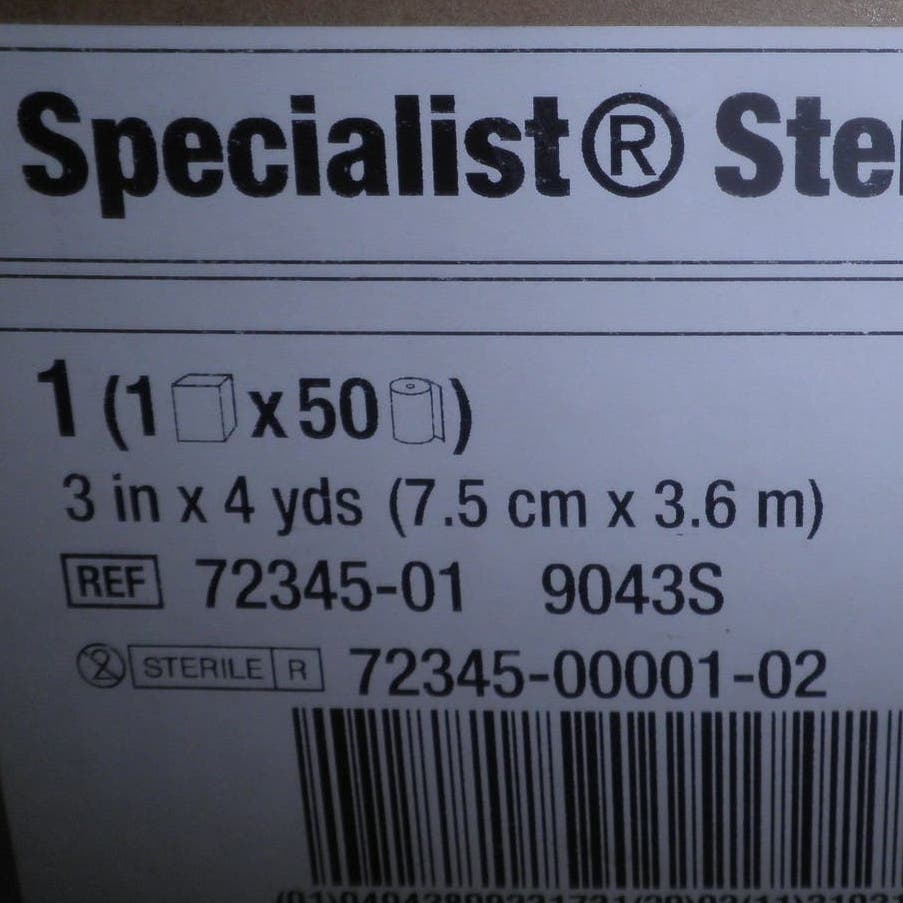 Specialist® Ste
1 (1 x 50)
3 in x 4 yds (7.5 cm x 3.6 m)
REF 72345-01 9043S
2 STERILE R 72345-00001-02